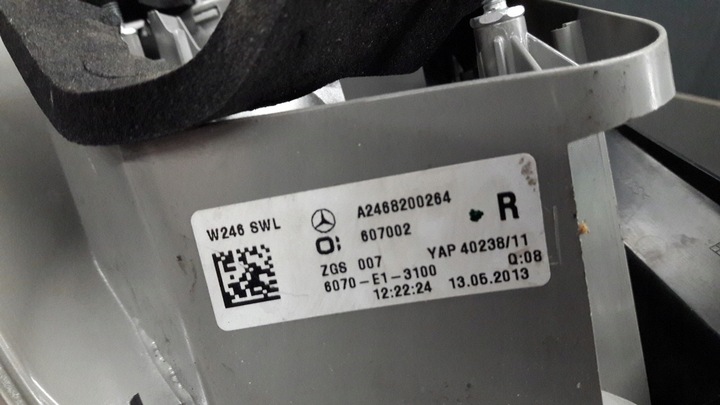 W246 SWL
A2468200264
R
607002
ZGS 007
YAP 40238/11
6070-E1-3100
Q:08
12:22:24 13.05.2013